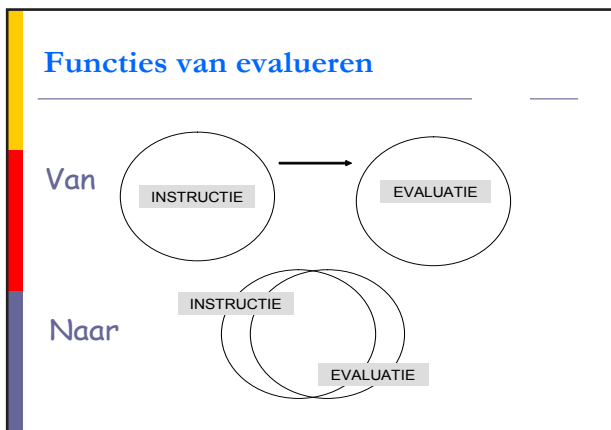 Functies van evalueren
Van
INSTRUCTIE
EVALUATIE
Naar
INSTRUCTIE
EVALUATIE